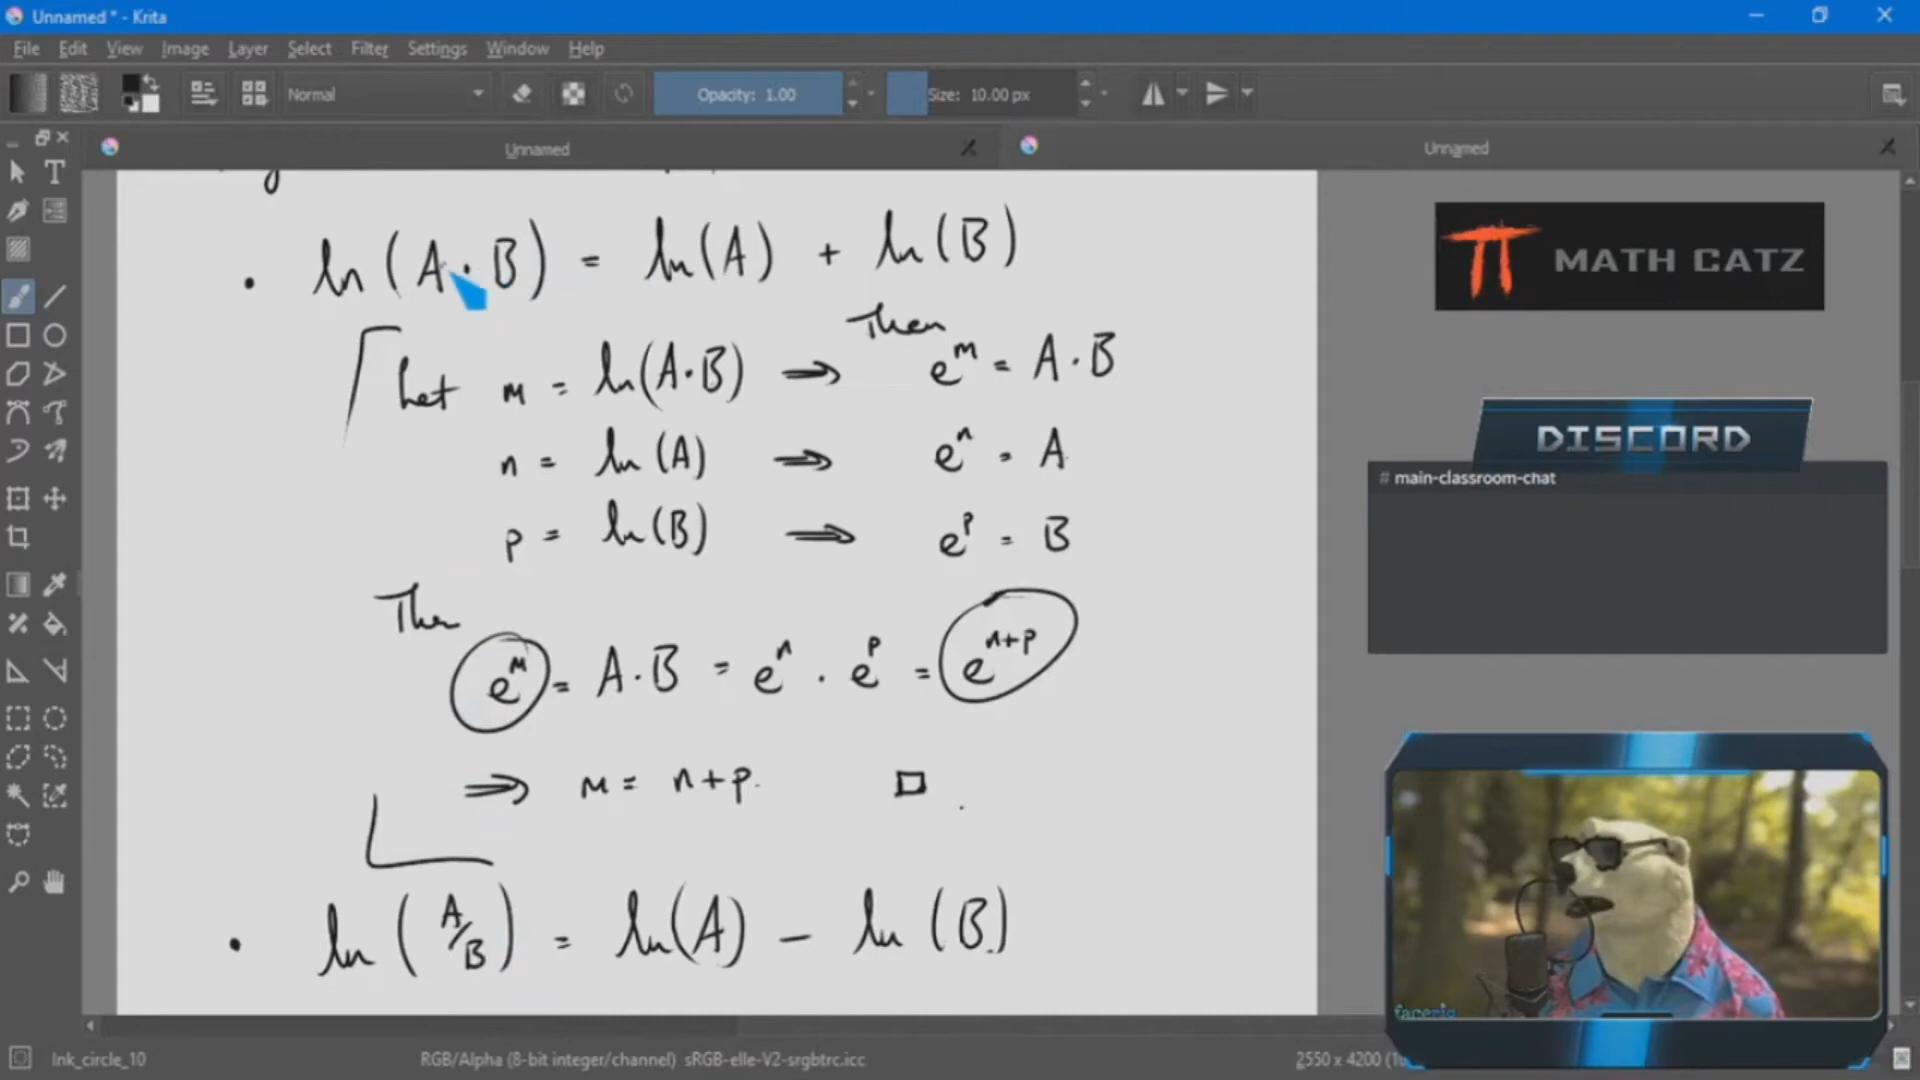 Unnamed * - Krita
File Edit View Image Layer Select Filter Settings Window Help
Normal Opacity: 1.00 Size: 10.00 px
Unnamed Unnamed
• ln(A·B) = ln(A) + ln(B)
Let m = ln(A·B) ⇒ Then e^m = A·B
n = ln(A) ⇒ e^n = A
p = ln(B) ⇒ e^p = B
Then
e^m = A·B = e^n · e^p = e^{n+p}
⇒ m = n+p. □
• ln(A/B) = ln(A) - ln(B)
MATH CATZ
DISCORD
# main-classroom-chat
facerig
Ink_circle_10 RGB/Alpha (8-bit integer/channel) sRGB-elle-V2-srgbtrc.icc 2550 x 4200